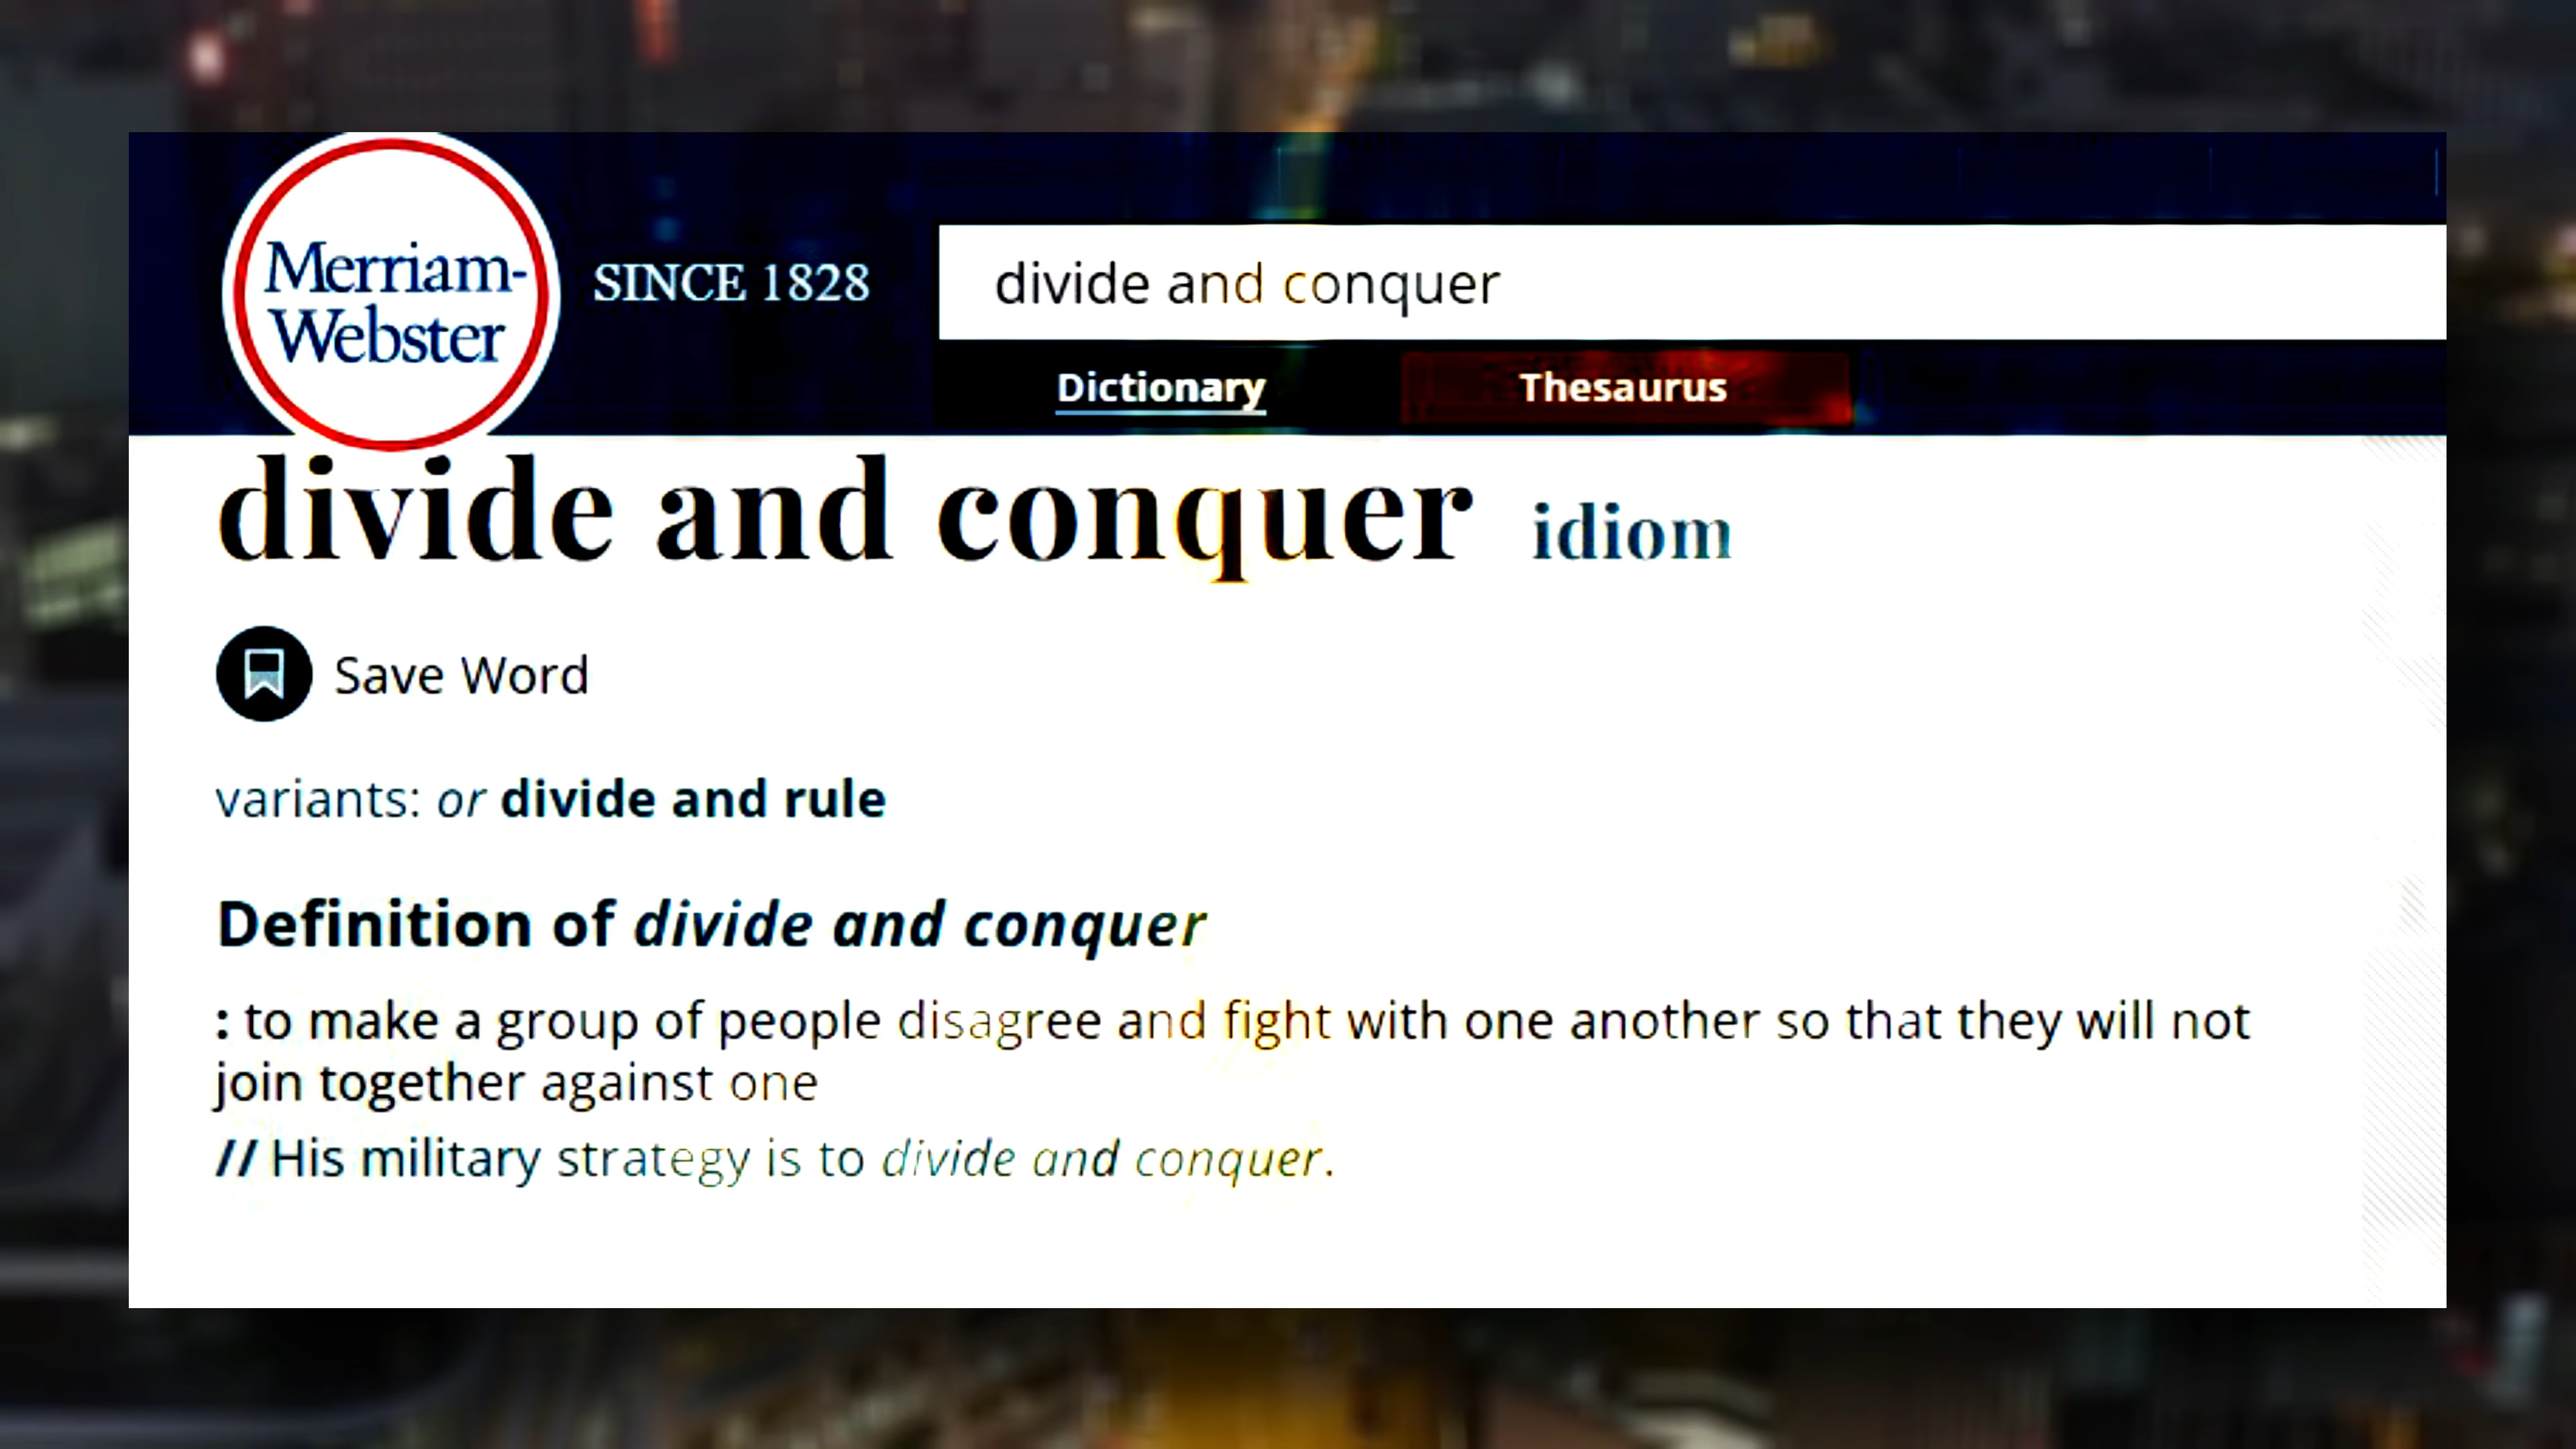 Merriam-
Webster
SINCE 1828
divide and conquer
Dictionary
Thesaurus
divide and conquer idiom
Save Word
variants: or divide and rule
Definition of divide and conquer
: to make a group of people disagree and fight with one another so that they will not
join together against one
// His military strategy is to divide and conquer.